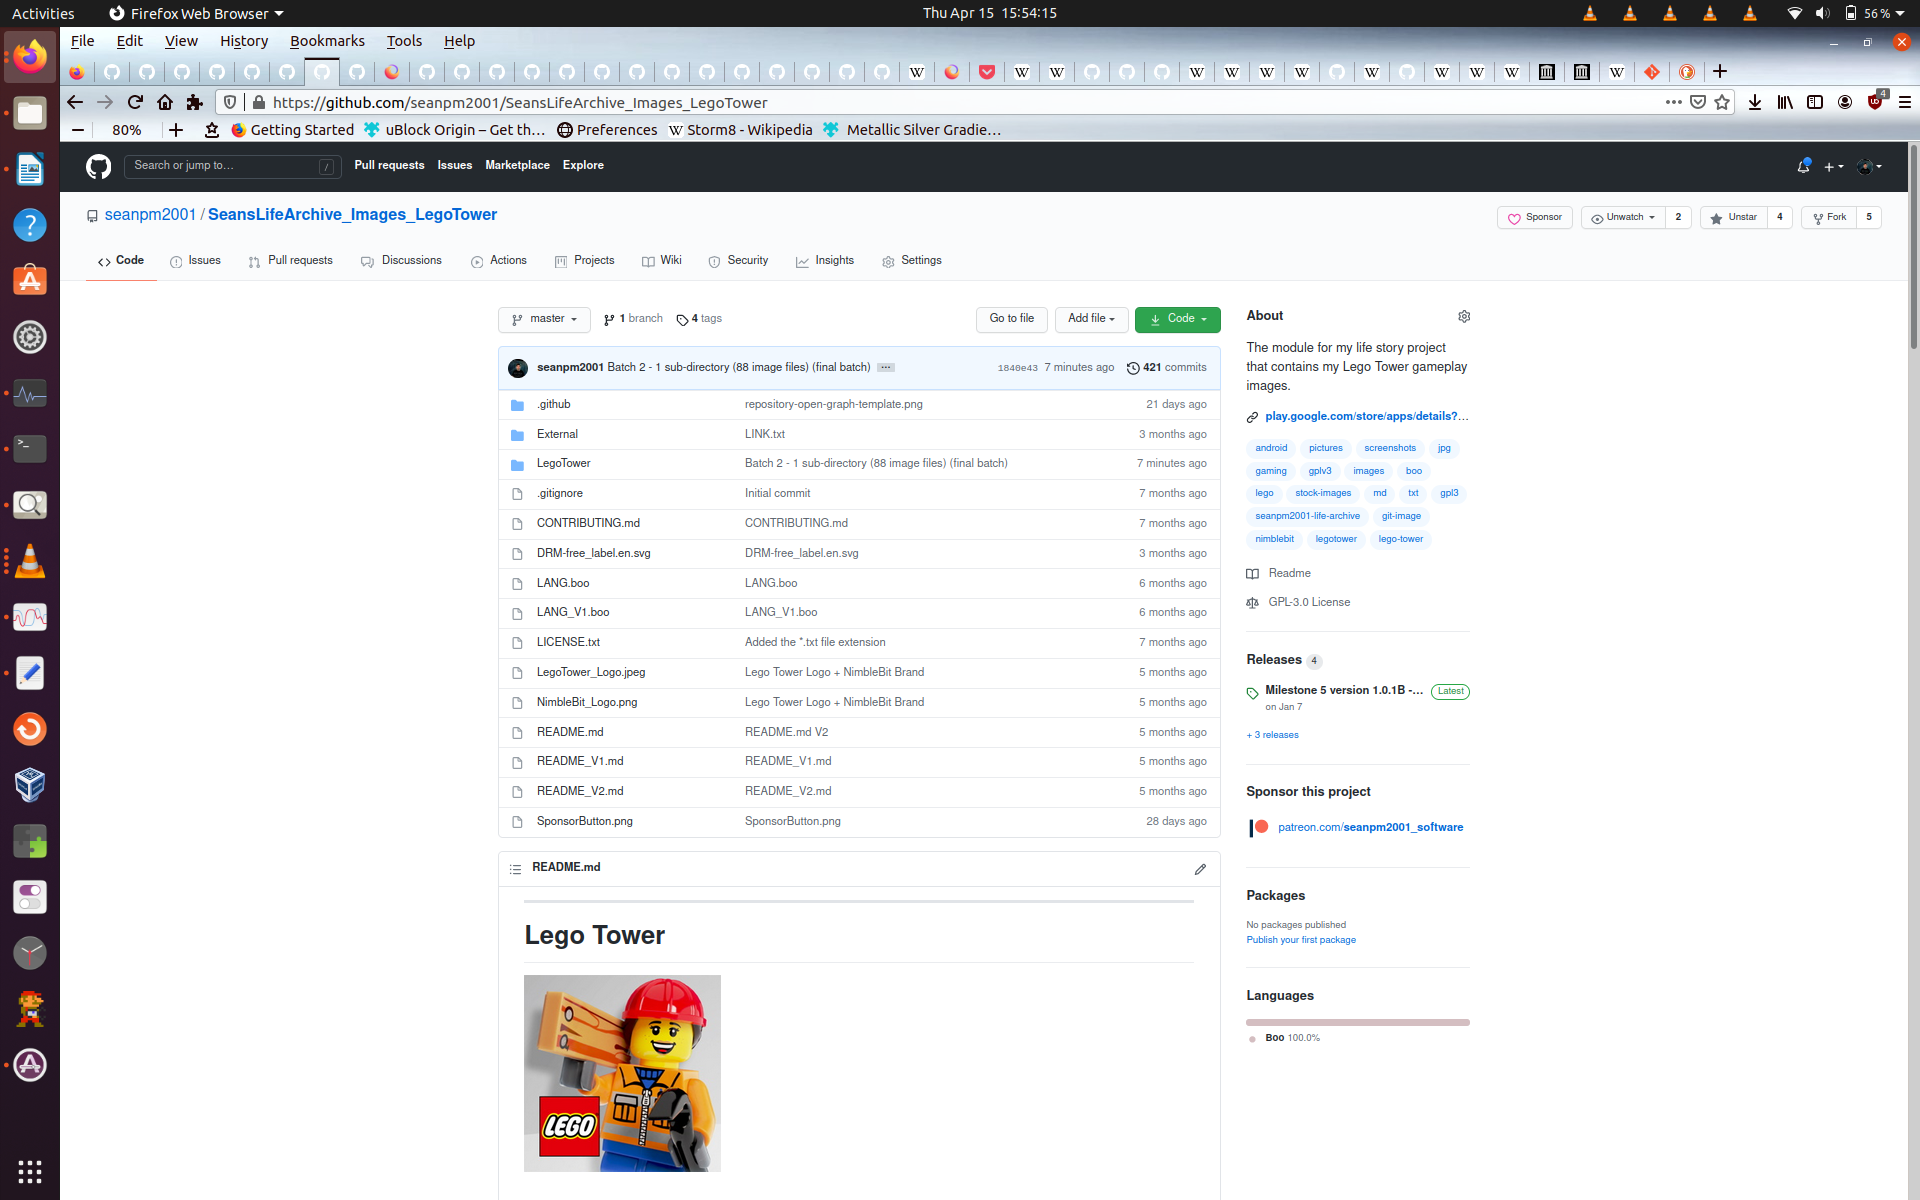 Activities
Firefox Web Browser
Thu Apr 15  15:54:15
56 %
File Edit View History Bookmarks Tools Help
https://github.com/seanpm2001/SeansLifeArchive_Images_LegoTower
4
80%
Getting Started
uBlock Origin – Get th…
Preferences
Storm8 - Wikipedia
Metallic Silver Gradie…
Search or jump to…
/
Pull requests Issues Marketplace Explore
seanpm2001 / SeansLifeArchive_Images_LegoTower
Sponsor
Unwatch 2
Unstar 4
Fork 5
Code Issues Pull requests Discussions Actions Projects Wiki Security Insights Settings
master
1 branch
4 tags
Go to file
Add file
Code
seanpm2001 Batch 2 - 1 sub-directory (88 image files) (final batch) ...
1840e43 7 minutes ago
421 commits
.github repository-open-graph-template.png 21 days ago
External LINK.txt 3 months ago
LegoTower Batch 2 - 1 sub-directory (88 image files) (final batch) 7 minutes ago
.gitignore Initial commit 7 months ago
CONTRIBUTING.md CONTRIBUTING.md 7 months ago
DRM-free_label.en.svg DRM-free_label.en.svg 3 months ago
LANG.boo LANG.boo 6 months ago
LANG_V1.boo LANG_V1.boo 6 months ago
LICENSE.txt Added the *.txt file extension 7 months ago
LegoTower_Logo.jpeg Lego Tower Logo + NimbleBit Brand 5 months ago
NimbleBit_Logo.png Lego Tower Logo + NimbleBit Brand 5 months ago
README.md README.md V2 5 months ago
README_V1.md README_V1.md 5 months ago
README_V2.md README_V2.md 5 months ago
SponsorButton.png SponsorButton.png 28 days ago
README.md
Lego Tower
LEGO
About
The module for my life story project
that contains my Lego Tower gameplay
images.
play.google.com/store/apps/details?…
android pictures screenshots jpg
gaming gplv3 images boo
lego stock-images md txt gpl3
seanpm2001-life-archive git-image
nimblebit legotower lego-tower
Readme
GPL-3.0 License
Releases 4
Milestone 5 version 1.0.1B -… Latest
on Jan 7
+ 3 releases
Sponsor this project
patreon.com/seanpm2001_software
Packages
No packages published
Publish your first package
Languages
Boo 100.0%